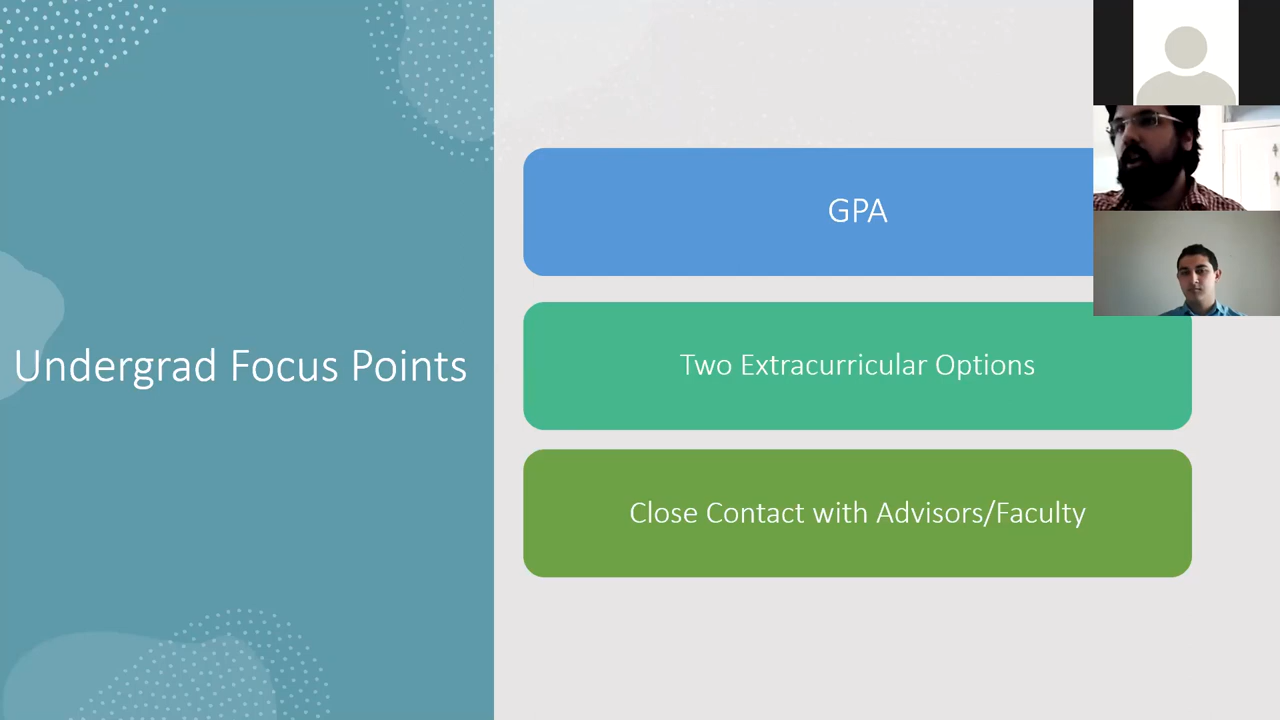 Undergrad Focus Points
GPA
Two Extracurricular Options
Close Contact with Advisors/Faculty